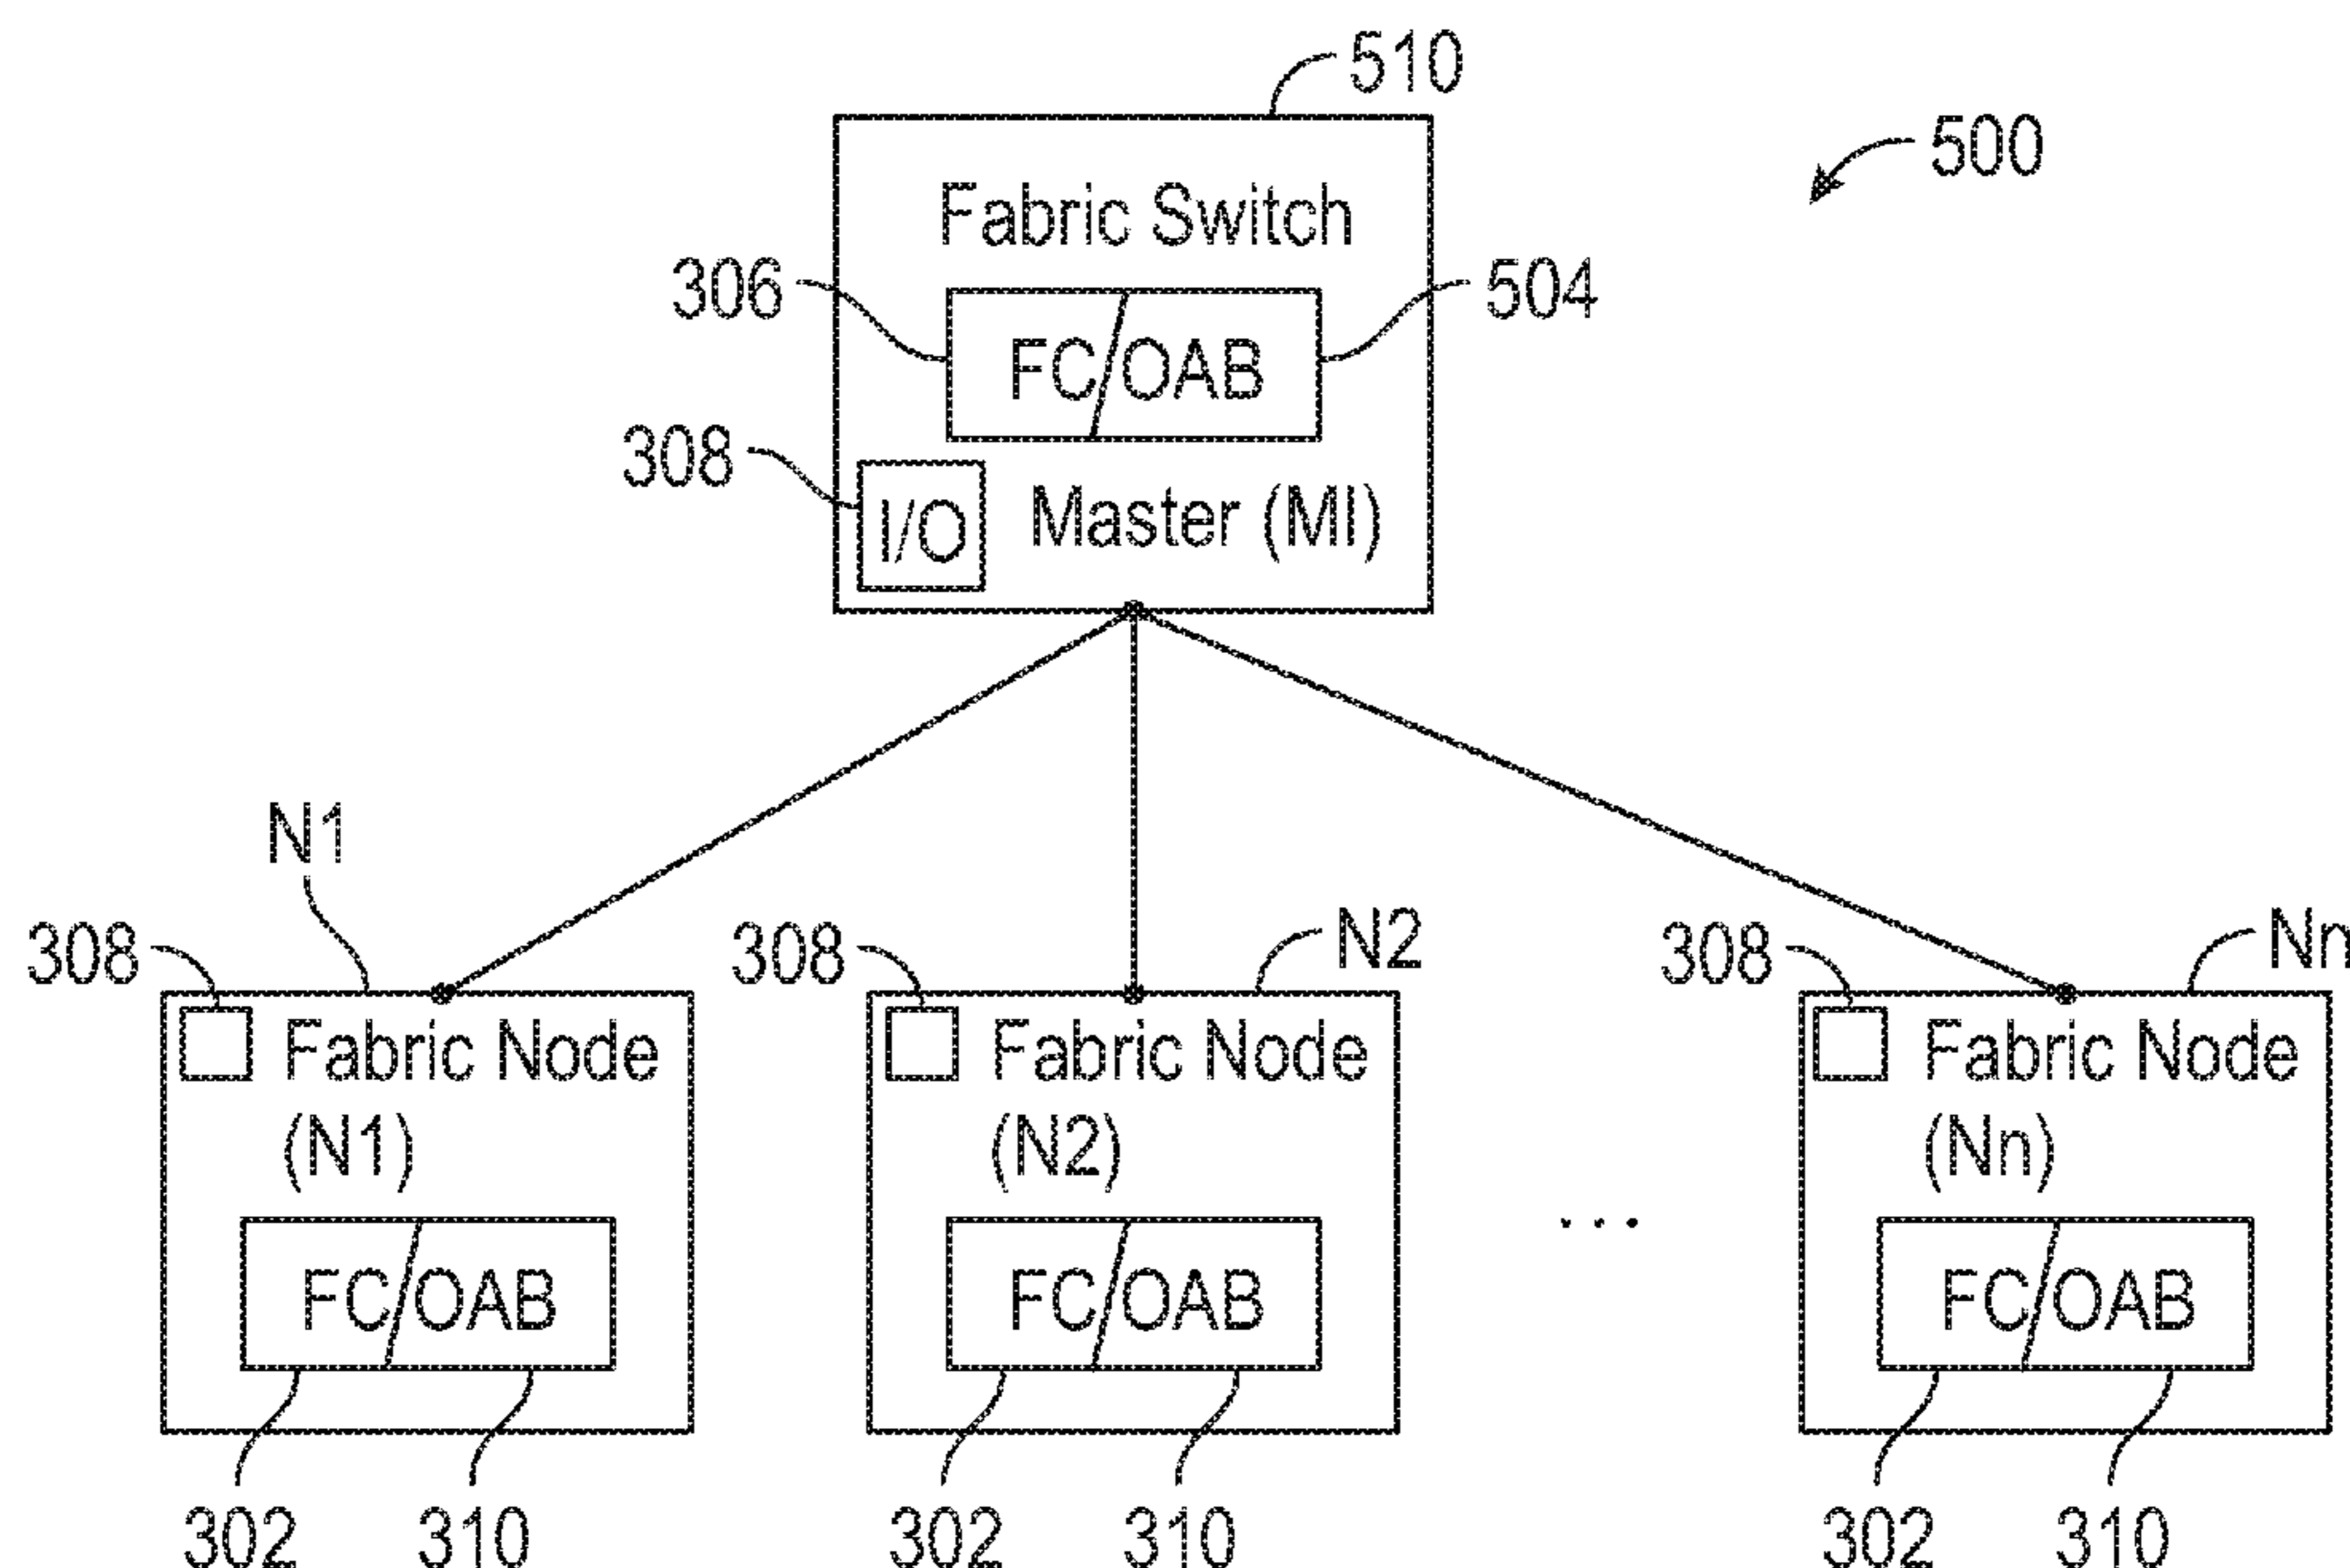 510
500
Fabric Switch
306
504
FC/OAB
308
I/O
Master (MI)
N1
308
308
N2
308
Nn
Fabric Node
(N1)
Fabric Node
(N2)
Fabric Node
(Nn)
...
FC/OAB
FC/OAB
FC/OAB
302
310
302
310
302
310